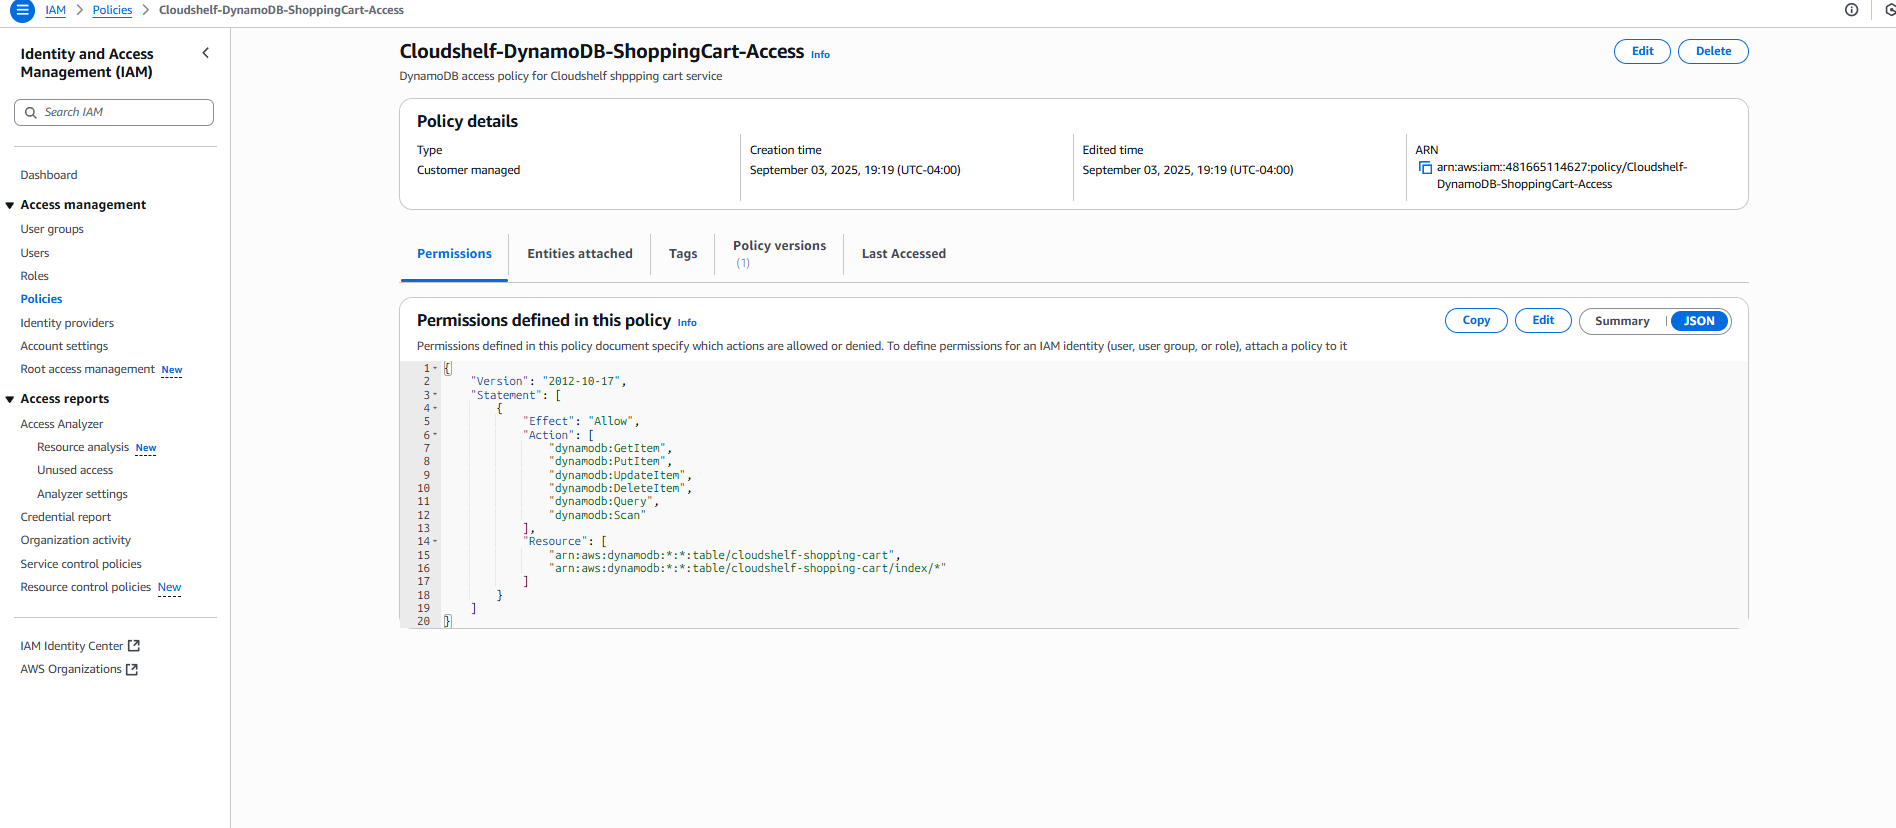 IAM > Policies > Cloudshelf-DynamoDB-ShoppingCart-Access
Identity and Access
Management (IAM)
Search IAM
Dashboard
Access management
User groups
Users
Roles
Policies
Identity providers
Account settings
Root access management New
Access reports
Access Analyzer
Resource analysis New
Unused access
Analyzer settings
Credential report
Organization activity
Service control policies
Resource control policies New
IAM Identity Center
AWS Organizations
Cloudshelf-DynamoDB-ShoppingCart-Access Info
Edit
Delete
DynamoDB access policy for Cloudshelf shppping cart service
Policy details
Type
Customer managed
Creation time
September 03, 2025, 19:19 (UTC-04:00)
Edited time
September 03, 2025, 19:19 (UTC-04:00)
ARN
arn:aws:iam::481665114627:policy/Cloudshelf-
DynamoDB-ShoppingCart-Access
Permissions
Entities attached
Tags
Policy versions
(1)
Last Accessed
Permissions defined in this policy Info
Copy
Edit
Summary
JSON
Permissions defined in this policy document specify which actions are allowed or denied. To define permissions for an IAM identity (user, user group, or role), attach a policy to it
1 {
2 "Version": "2012-10-17",
3 "Statement": [
4 {
5 "Effect": "Allow",
6 "Action": [
7 "dynamodb:GetItem",
8 "dynamodb:PutItem",
9 "dynamodb:UpdateItem",
10 "dynamodb:DeleteItem",
11 "dynamodb:Query",
12 "dynamodb:Scan"
13 ],
14 "Resource": [
15 "arn:aws:dynamodb:*:*:table/cloudshelf-shopping-cart",
16 "arn:aws:dynamodb:*:*:table/cloudshelf-shopping-cart/index/*"
17 ]
18 }
19 ]
20 }